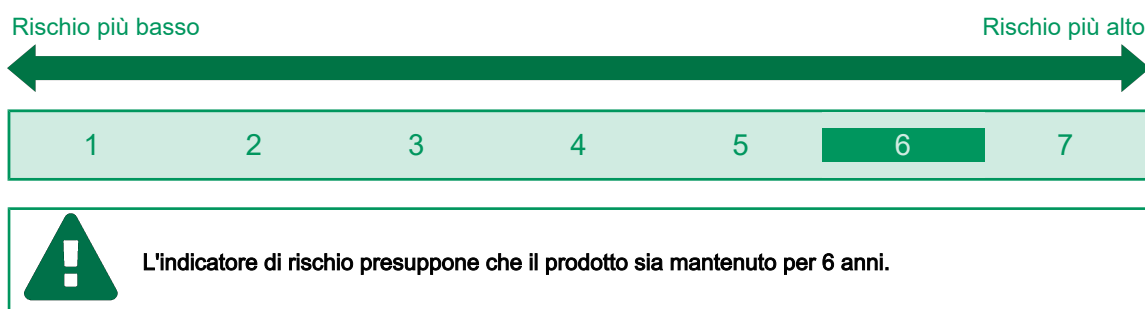 Rischio più basso Rischio più alto
1 2 3 4 5 6 7
L'indicatore di rischio presuppone che il prodotto sia mantenuto per 6 anni.